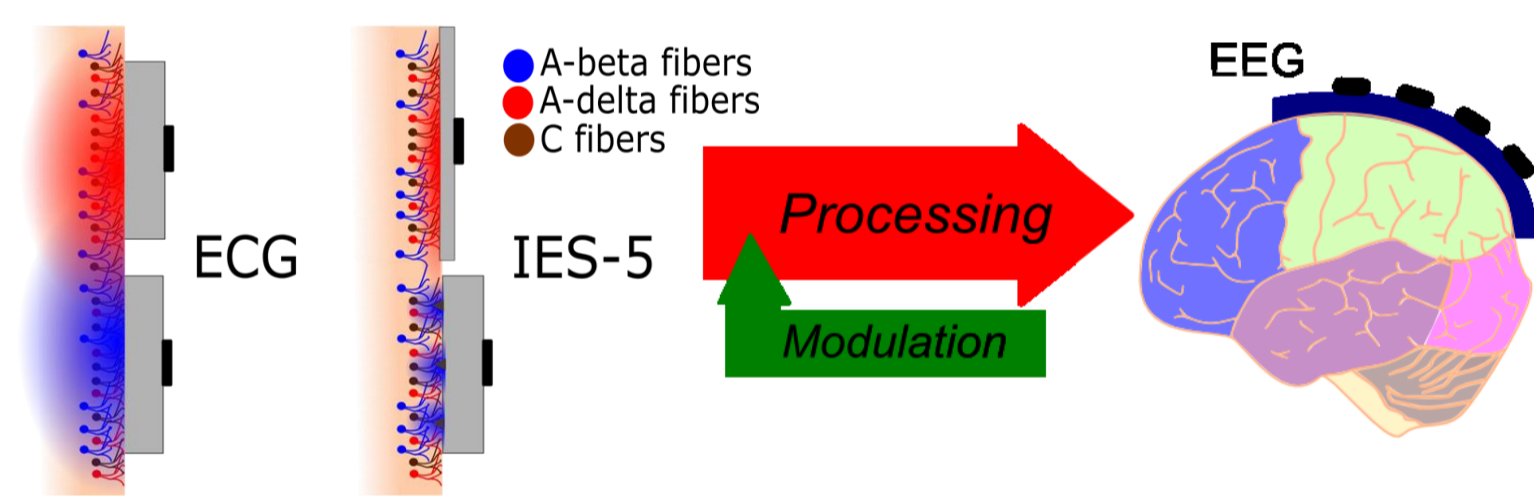 A-beta fibers
A-delta fibers
C fibers
ECG
IES-5
Processing
Modulation
EEG